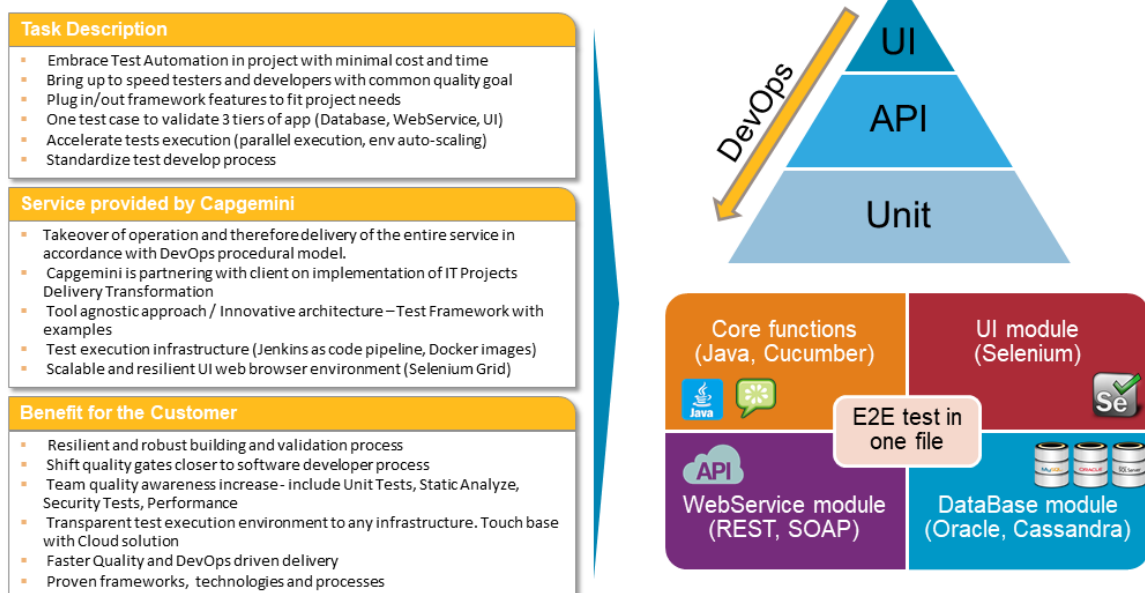 Task Description
Embrace Test Automation in project with minimal cost and time
Bring up to speed testers and developers with common quality goal
Plug in/out framework features to fit project needs
One test case to validate 3 tiers of app (Database, WebService, UI)
Accelerate tests execution (parallel execution, env auto-scaling)
Standardize test develop process
Service provided by Capgemini
Takeover of operation and therefore delivery of the entire service in
accordance with DevOps procedural model.
Capgemini is partnering with client on implementation of IT Projects
Delivery Transformation
Tool agnostic approach / Innovative architecture – Test Framework with
examples
Test execution infrastructure (Jenkins as code pipeline, Docker images)
Scalable and resilient UI web browser environment (Selenium Grid)
Benefit for the Customer
Resilient and robust building and validation process
Shift quality gates closer to software developer process
Team quality awareness increase - include Unit Tests, Static Analyze,
Security Tests, Performance
Transparent test execution environment to any infrastructure. Touch base
with Cloud solution
Faster Quality and DevOps driven delivery
Proven frameworks, technologies and processes
DevOps
UI
API
Unit
Core functions
(Java, Cucumber)
Java
UI module
(Selenium)
Se
E2E test in
one file
API
WebService module
(REST, SOAP)
MySQL
ORACLE
SQL Server
DataBase module
(Oracle, Cassandra)